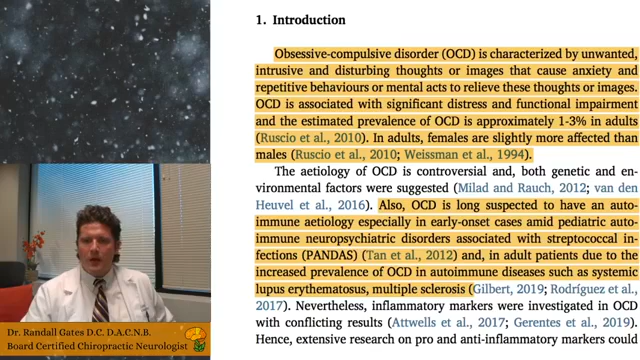 1. Introduction
Obsessive-compulsive disorder (OCD) is characterized by unwanted,
intrusive and disturbing thoughts or images that cause anxiety and
repetitive behaviours or mental acts to relieve these thoughts or images.
OCD is associated with significant distress and functional impairment
and the estimated prevalence of OCD is approximately 1-3% in adults
(Ruscio et al., 2010). In adults, females are slightly more affected than
males (Ruscio et al., 2010; Weissman et al., 1994).
The aetiology of OCD is controversial and, both genetic and en-
vironmental factors were suggested (Milad and Rauch, 2012; van den
Heuvel et al., 2016). Also, OCD is long suspected to have an auto-
immune aetiology especially in early-onset cases amid pediatric auto-
immune neuropsychiatric disorders associated with streptococcal in-
fections (PANDAS) (Tan et al., 2012) and, in adult patients due to the
increased prevalence of OCD in autoimmune diseases such as systemic
lupus erythematosus, multiple sclerosis (Gilbert, 2019; Rodríguez et al.,
2017). Nevertheless, inflammatory markers were investigated in OCD
with conflicting results (Attwells et al., 2017; Gerentes et al., 2019).
Hence, extensive research on pro and anti-inflammatory markers could
Dr. Randall Gates D.C. D.A.C.N.B.
Board Certified Chiropractic Neurologist